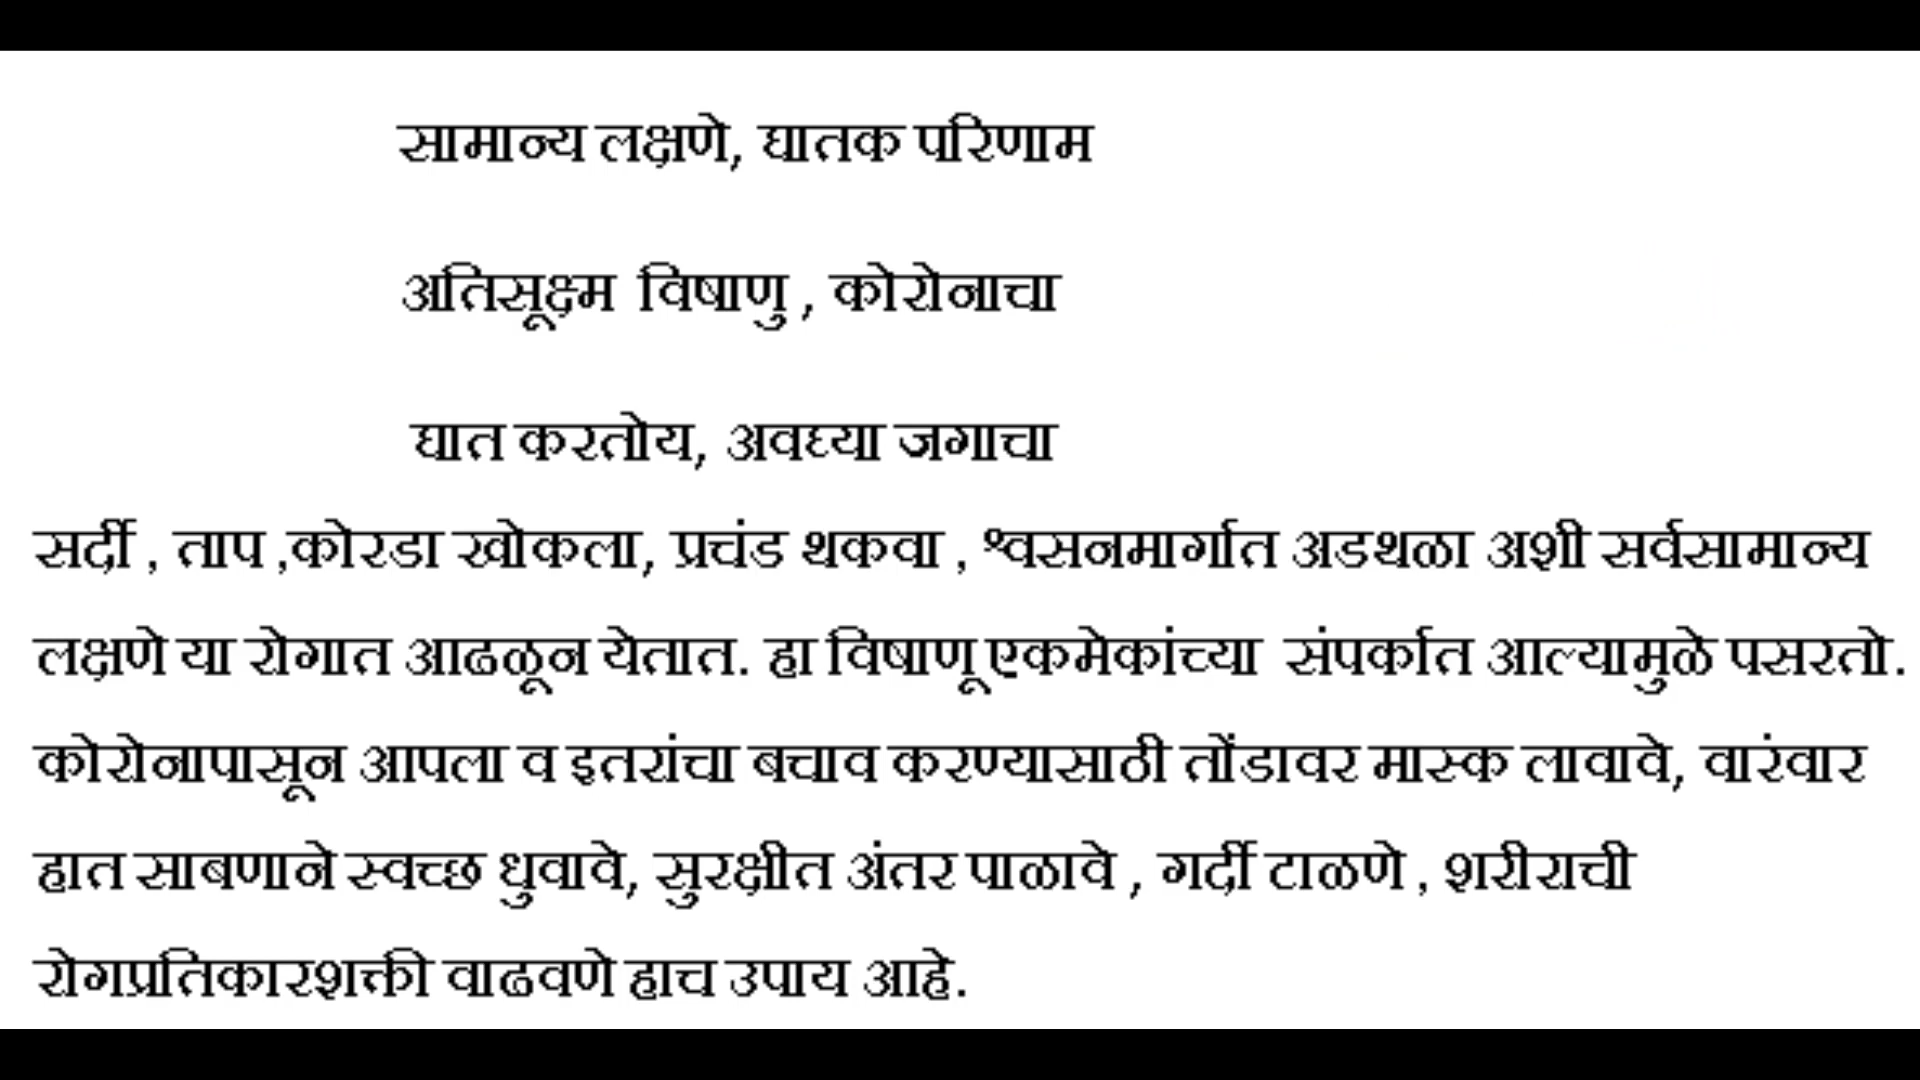 सामान्य लक्षणे, घातक परिणाम
अतिसूक्ष्म विषाणु , कोरोनाचा
घात करतोय, अवघ्या जगाचा
सर्दी , ताप ,कोरडा खोकला, प्रचंड थकवा , श्वसनमार्गात अडथळा अशी सर्वसामान्य
लक्षणे या रोगात आढळून येतात. हा विषाणू एकमेकांच्या संपर्कात आल्यामुळे पसरतो.
कोरोनापासून आपला व इतरांचा बचाव करण्यासाठी तोंडावर मास्क लावावे, वारंवार
हात साबणाने स्वच्छ धुवावे, सुरक्षीत अंतर पाळावे , गर्दी टाळणे , शरीराची
रोगप्रतिकारशक्ती वाढवणे हाच उपाय आहे.